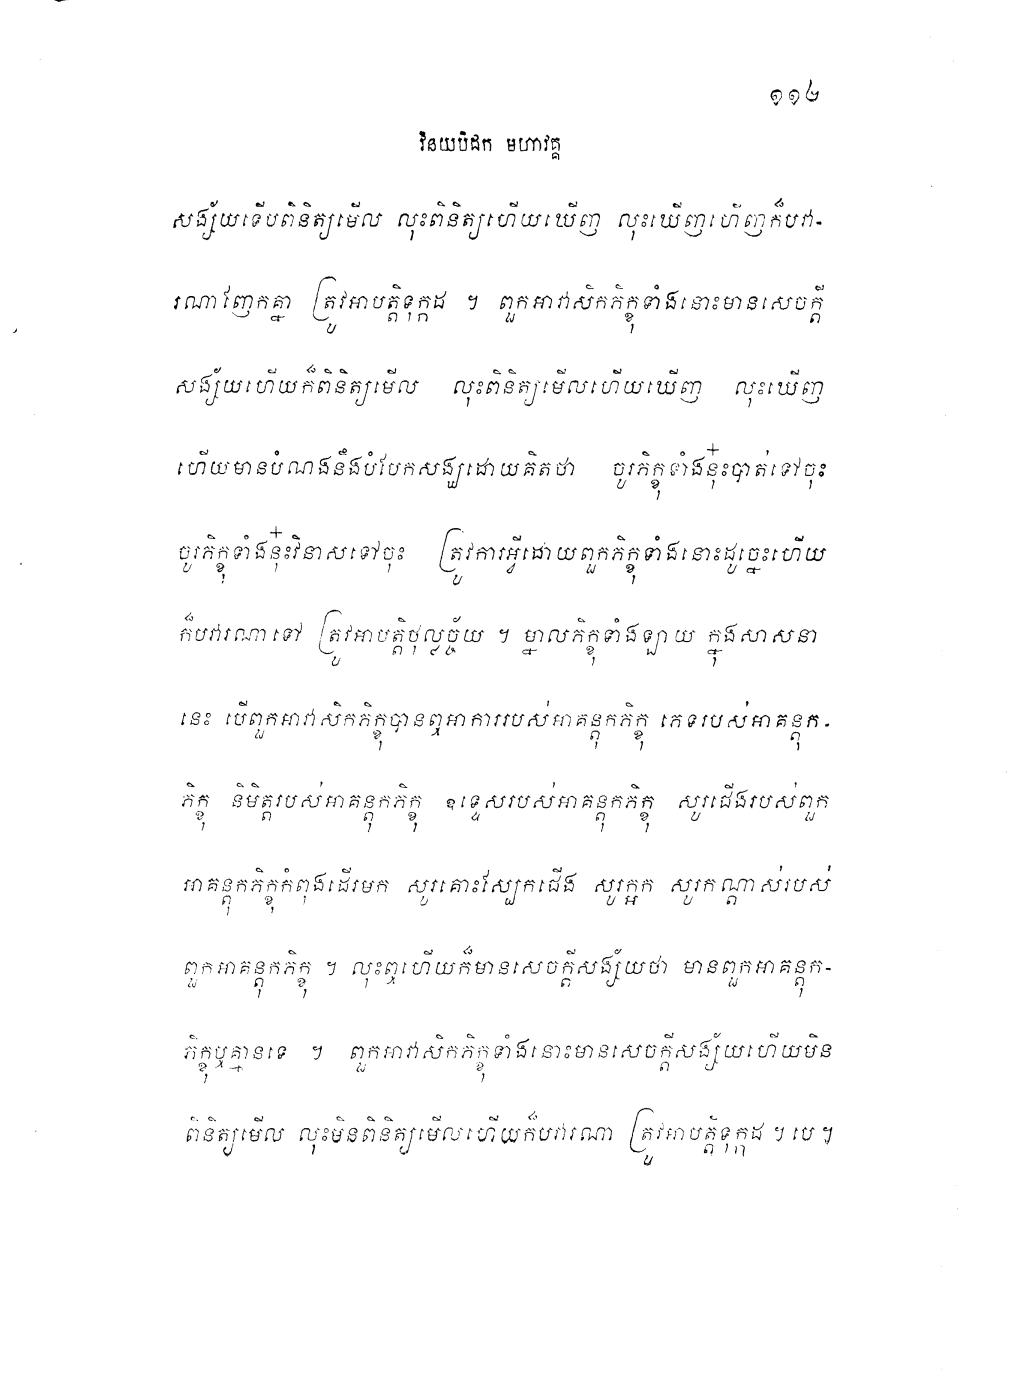 ១១៤
វិនយបិដក មហាវគ្គ
សង្ស័យទើបពិនិត្យមើល លុះពិនិត្យហើយឃើញ លុះឃើញហើញក៏បវា-
រណាញែកគ្នា ត្រូវអាបត្តិទុក្កដ ។ ពួកអាវាសិកភិក្ខុទាំងនោះមានសេចក្តី
សង្ស័យហើយក៏ពិនិត្យមើល លុះពិនិត្យមើលហើយឃើញ លុះឃើញ
ហើយមានបំណងនឹងបំបែកសង្ឃដោយគិតថា ចូរភិក្ខុទាំងនុ៎ះបាត់ទៅចុះ
ចូរភិក្ខុទាំងនុ៎ះវិនាសទៅចុះ ត្រូវការអ្វីដោយពួកភិក្ខុទាំងនោះដូច្នេះហើយ
ក៏បវារណាទៅ ត្រូវអាបត្តិថុល្លច្ច័យ ។ ម្នាលភិក្ខុទាំងឡាយ ក្នុងសាសនា
នេះ បើពួកអាវាសិកភិក្ខុបានឮអាការរបស់អាគន្តុកភិក្ខុ ភេទរបស់អាគន្តុក-
ភិក្ខុ និមិត្តរបស់អាគន្តុកភិក្ខុ ឧទ្ទេសរបស់អាគន្តុកភិក្ខុ សូរជើងរបស់ពួក
អាគន្តុកភិក្ខុកំពុងដើរមក សូរគោះស្បែកជើង សូរក្អក សូរកណ្តាស់របស់
ពួកអាគន្តុកភិក្ខុ ។ លុះឮហើយក៏មានសេចក្តីសង្ស័យថា មានពួកអាគន្តុក-
ភិក្ខុឬគ្មានទេ ។ ពួកអាវាសិកភិក្ខុទាំងនោះមានសេចក្តីសង្ស័យហើយមិន
ពិនិត្យមើល លុះមិនពិនិត្យមើលហើយក៏បវារណា ត្រូវអាបត្តិទុក្កដ ។ បេ ។